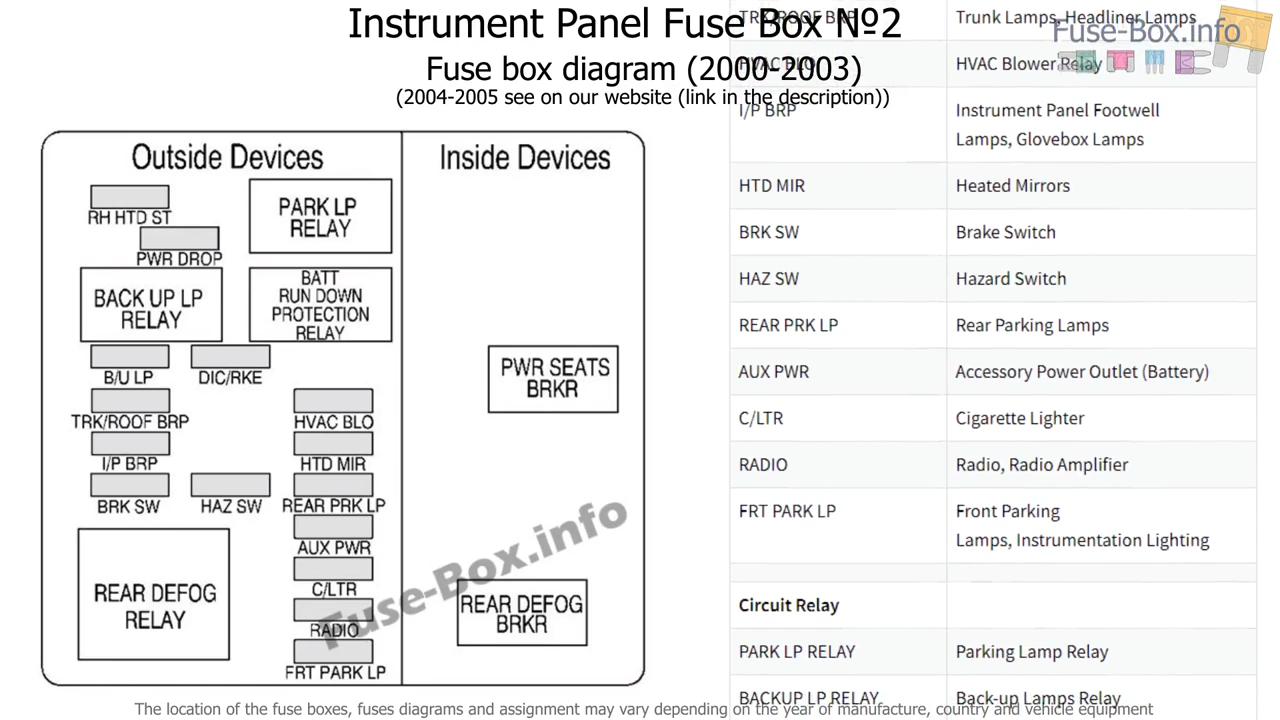 Instrument Panel Fuse Box №2
Fuse box diagram (2000-2003)
(2004-2005 see on our website (link in the description))
Fuse-Box.info
Outside Devices
Inside Devices
RH HTD ST
PARK LP
RELAY
PWR DROP
BACK UP LP
RELAY
BATT
RUN DOWN
PROTECTION
RELAY
B/U LP
DIC/RKE
PWR SEATS
BRKR
TRK/ROOF BRP
HVAC BLO
I/P BRP
HTD MIR
BRK SW
HAZ SW
REAR PRK LP
AUX PWR
REAR DEFOG
RELAY
C/LTR
REAR DEFOG
BRKR
RADIO
FRT PARK LP
Fuse-Box.info
TRK/ROOF BRP Trunk Lamps, Headliner Lamps
HVAC BLO HVAC Blower Relay
I/P BRP Instrument Panel Footwell
Lamps, Glovebox Lamps
HTD MIR Heated Mirrors
BRK SW Brake Switch
HAZ SW Hazard Switch
REAR PRK LP Rear Parking Lamps
AUX PWR Accessory Power Outlet (Battery)
C/LTR Cigarette Lighter
RADIO Radio, Radio Amplifier
FRT PARK LP Front Parking
Lamps, Instrumentation Lighting
Circuit Relay
PARK LP RELAY Parking Lamp Relay
BACKUP LP RELAY Back-up Lamps Relay
The location of the fuse boxes, fuses diagrams and assignment may vary depending on the year of manufacture, country and vehicle equipment